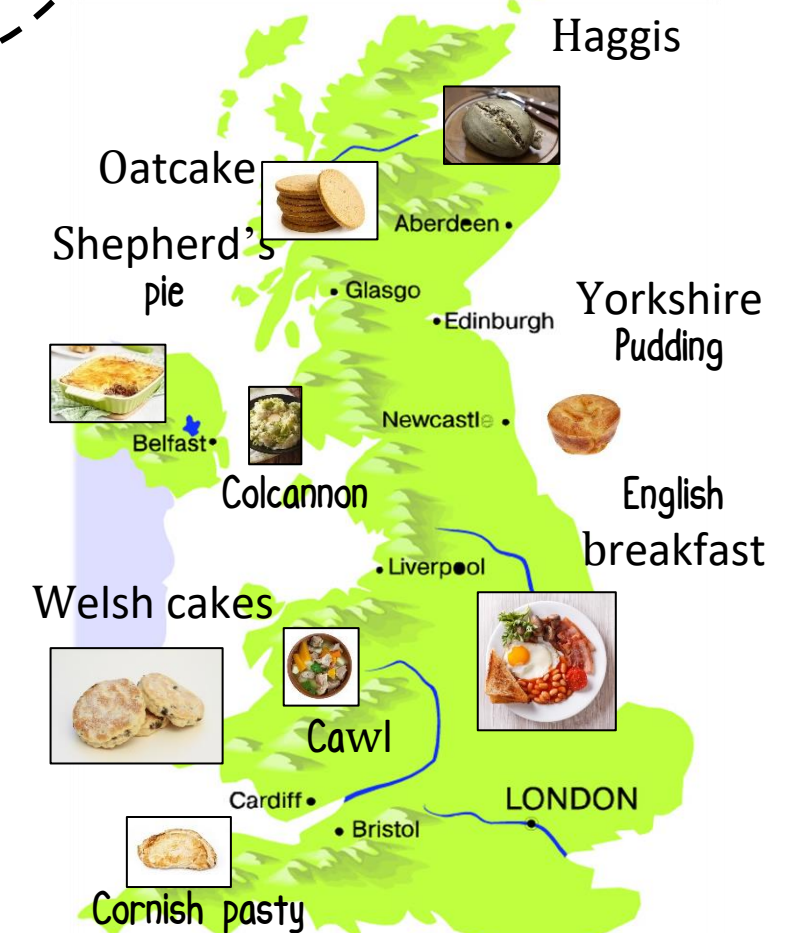 Haggis
Oatcake
Aberdeen
Shepherd's
pie
Glasgo
Edinburgh
Yorkshire
Pudding
Newcastle
Belfast
Colcannon
English
breakfast
Liverpool
Welsh cakes
Cawl
Cardiff
LONDON
Bristol
Cornish pasty